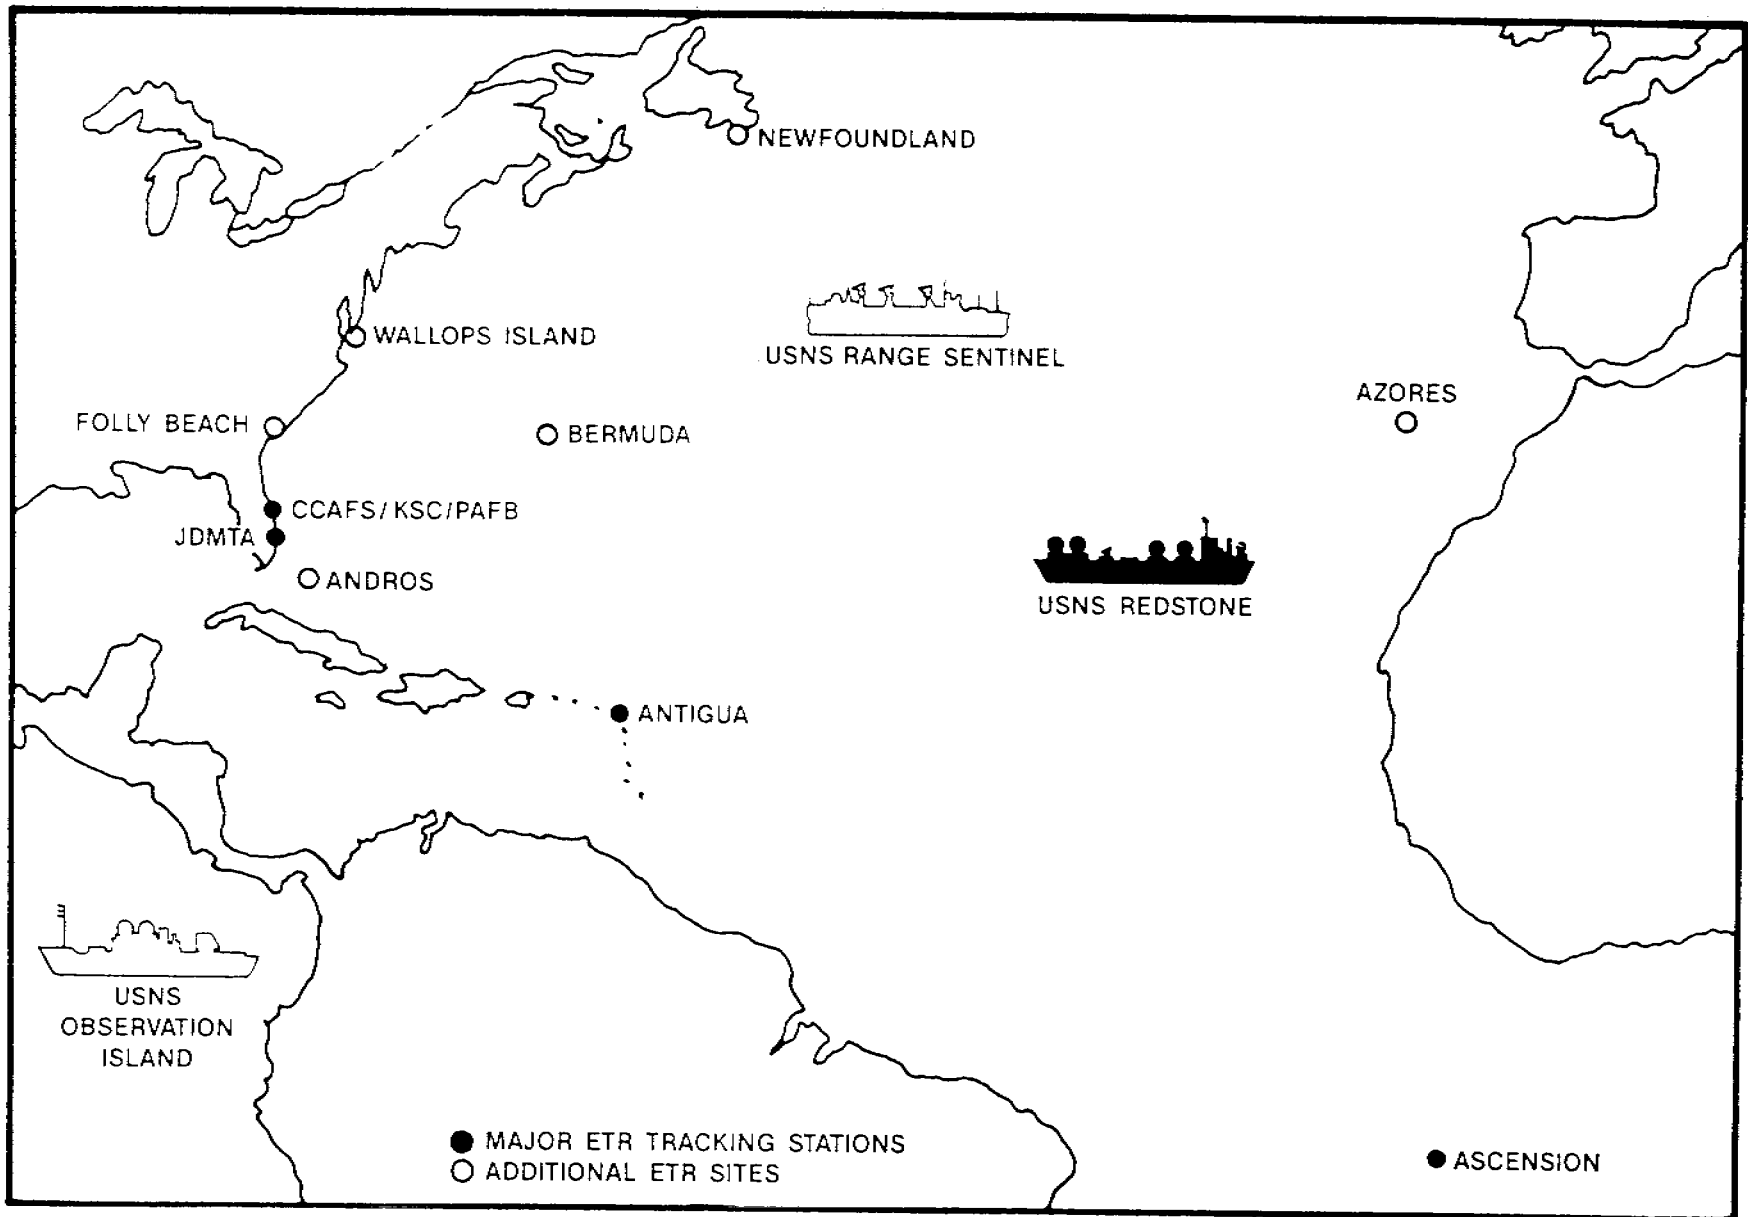 NEWFOUNDLAND
WALLOPS ISLAND
USNS RANGE SENTINEL
AZORES
FOLLY BEACH
BERMUDA
CCAFS/KSC/PAFB
JDMTA
ANDROS
USNS REDSTONE
ANTIGUA
USNS
OBSERVATION
ISLAND
MAJOR ETR TRACKING STATIONS
ADDITIONAL ETR SITES
ASCENSION